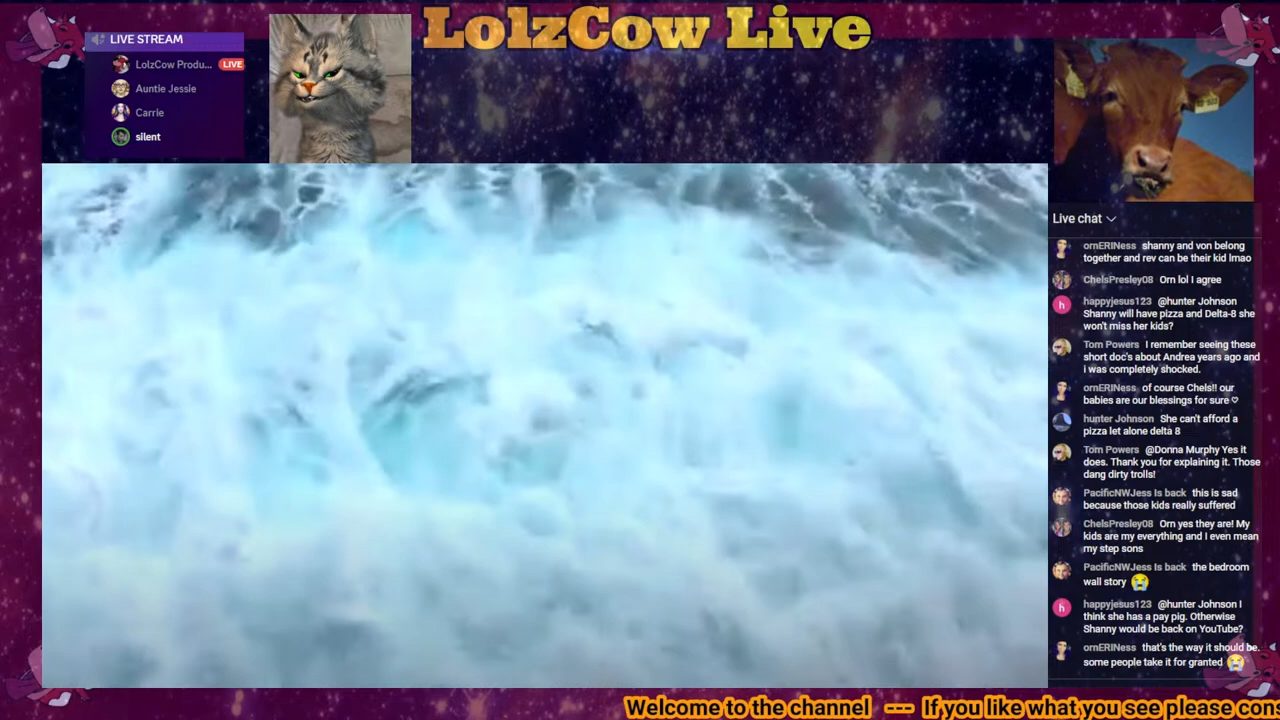 LolzCow Live
LIVE STREAM
LolzCow Produ... LIVE
Auntie Jessie
Carrie
silent
Live chat
ornERINess shanny and von belong
together and rev can be their kid lmao
ChelsPresley08 Orn lol I agree
h
happyjesus123 @hunter Johnson
Shanny will have pizza and Delta-8 she
won't miss her kids?
Tom Powers I remember seeing these
short doc's about Andrea years ago and
I was completely shocked.
ornERINess of course Chels!! our
babies are our blessings for sure ♡
hunter Johnson She can't afford a
pizza let alone delta 8
Tom Powers @Donna Murphy Yes it
does. Thank you for explaining it. Those
dang dirty trolls!
PacificNWJess Is back this is sad
because those kids really suffered
ChelsPresley08 Orn yes they are! My
kids are my everything and I even mean
my step sons
PacificNWJess Is back the bedroom
wall story 😭
h
happyjesus123 @hunter Johnson I
think she has a pay pig. Otherwise
Shanny would be back on YouTube?
ornERINess that's the way it should be.
some people take it for granted 😭
Welcome to the channel --- If you like what you see please cons